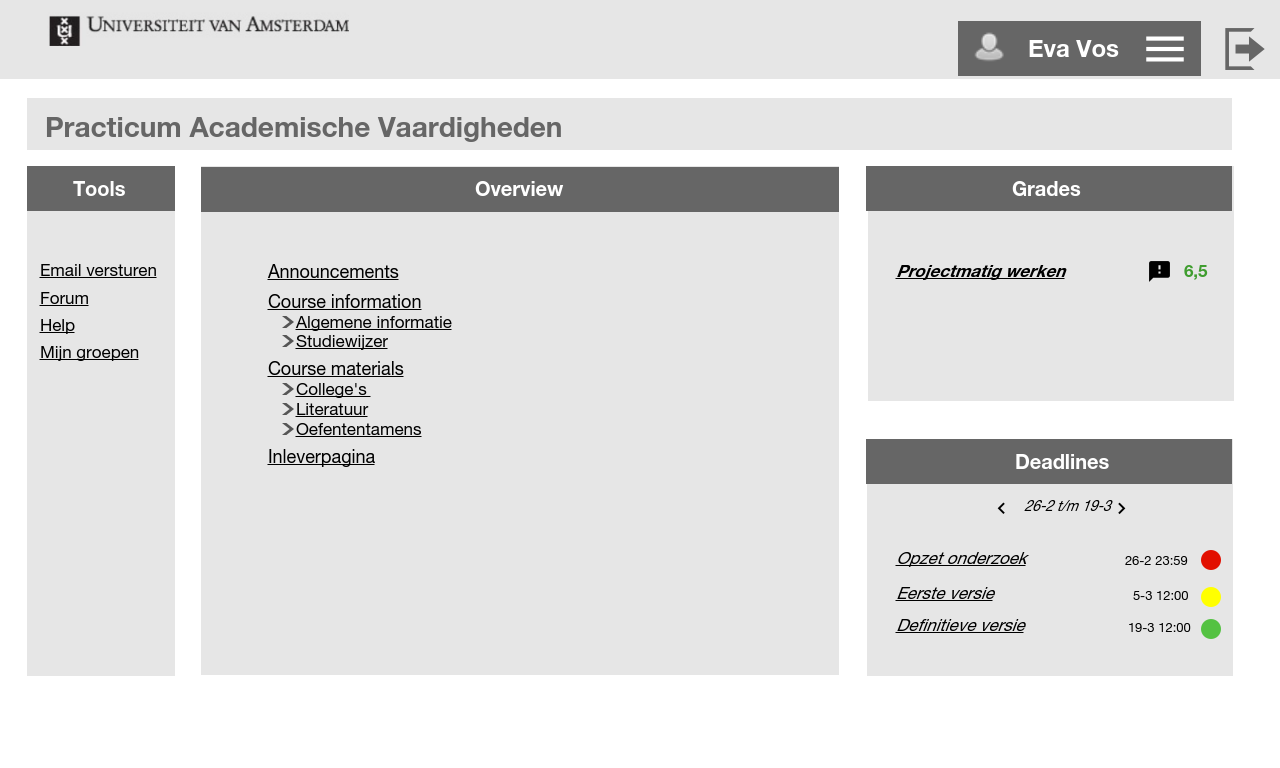 UNIVERSITEIT VAN AMSTERDAM
Eva Vos
Practicum Academische Vaardigheden
Tools
Email versturen
Forum
Help
Mijn groepen
Overview
Announcements
Course information
Algemene informatie
Studiewijzer
Course materials
College's
Literatuur
Oefententamens
Inleverpagina
Grades
Projectmatig werken 6,5
Deadlines
26-2 t/m 19-3
Opzet onderzoek 26-2 23:59
Eerste versie 5-3 12:00
Definitieve versie 19-3 12:00